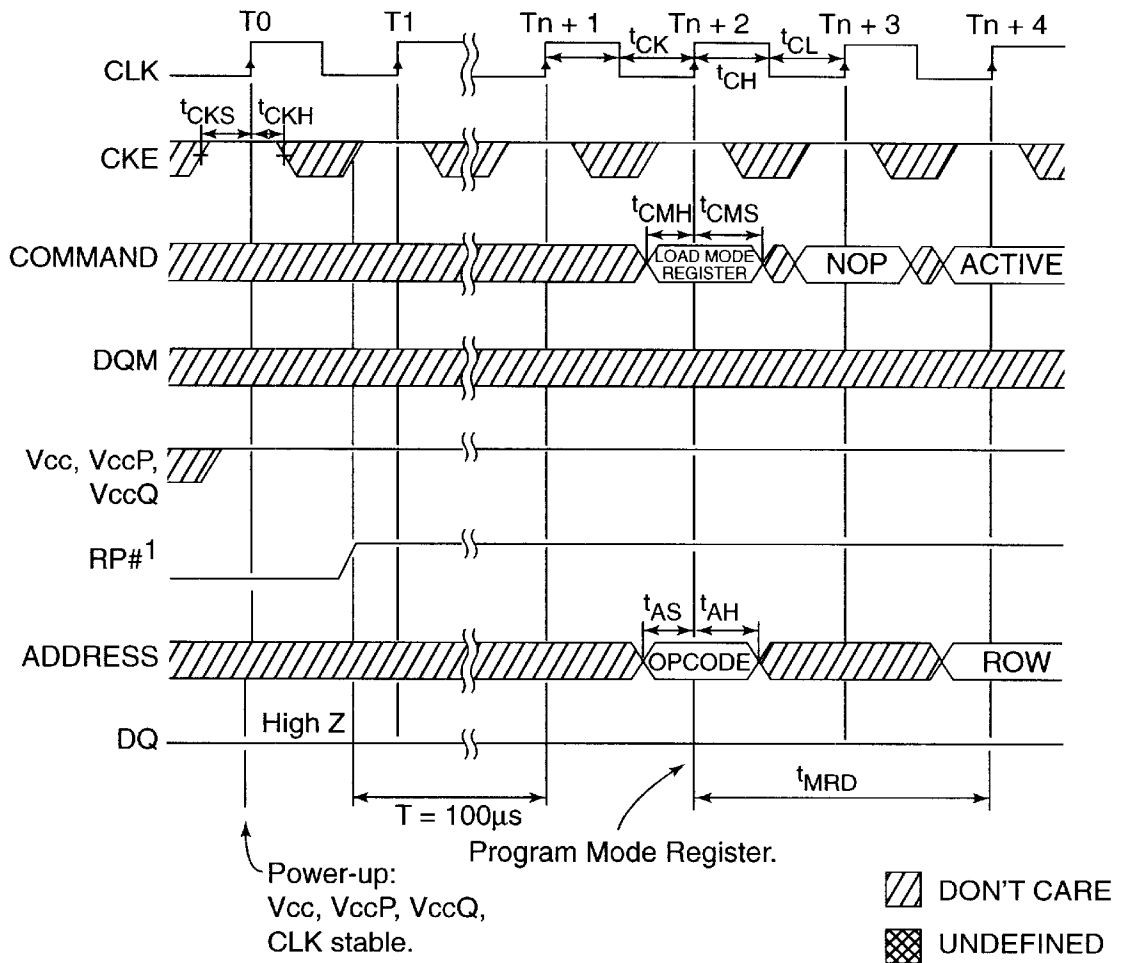 T0 T1 Tn + 1 Tn + 2 Tn + 3 Tn + 4
CLK
tCK tCL
tCH
tCKS tCKH
CKE
tCMH tCMS
COMMAND
LOAD MODE
REGISTER
NOP
ACTIVE
DQM
Vcc, VccP,
VccQ
RP#1
tAS tAH
ADDRESS
OPCODE
ROW
High Z
DQ
T = 100μs
tMRD
Program Mode Register.
Power-up:
Vcc, VccP, VccQ,
CLK stable.
DON'T CARE
UNDEFINED